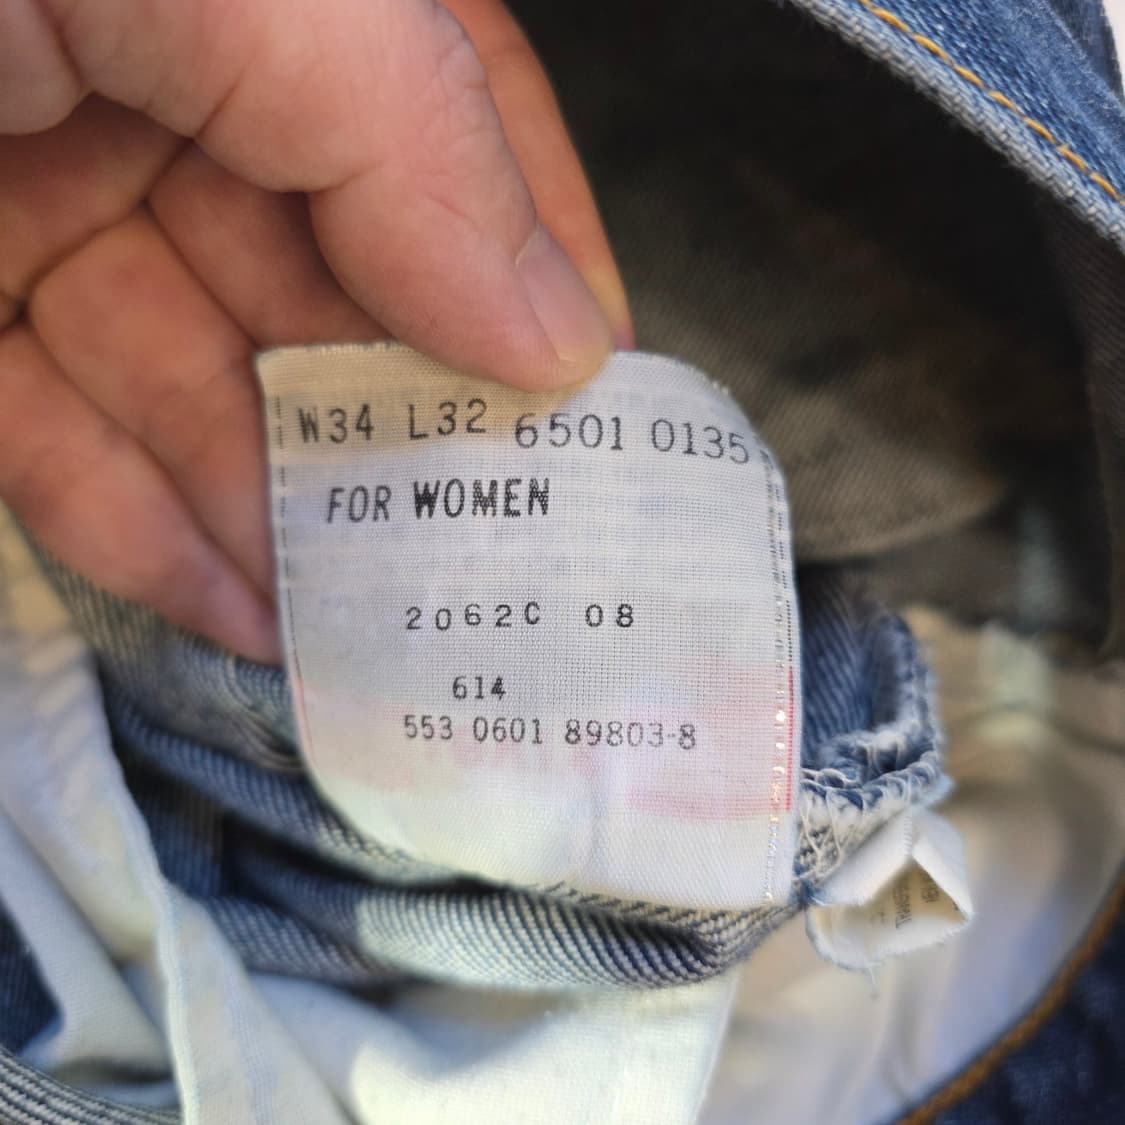 W34 L32 6501 0135
FOR WOMEN
2062C 08
614
553 0601 89803-8